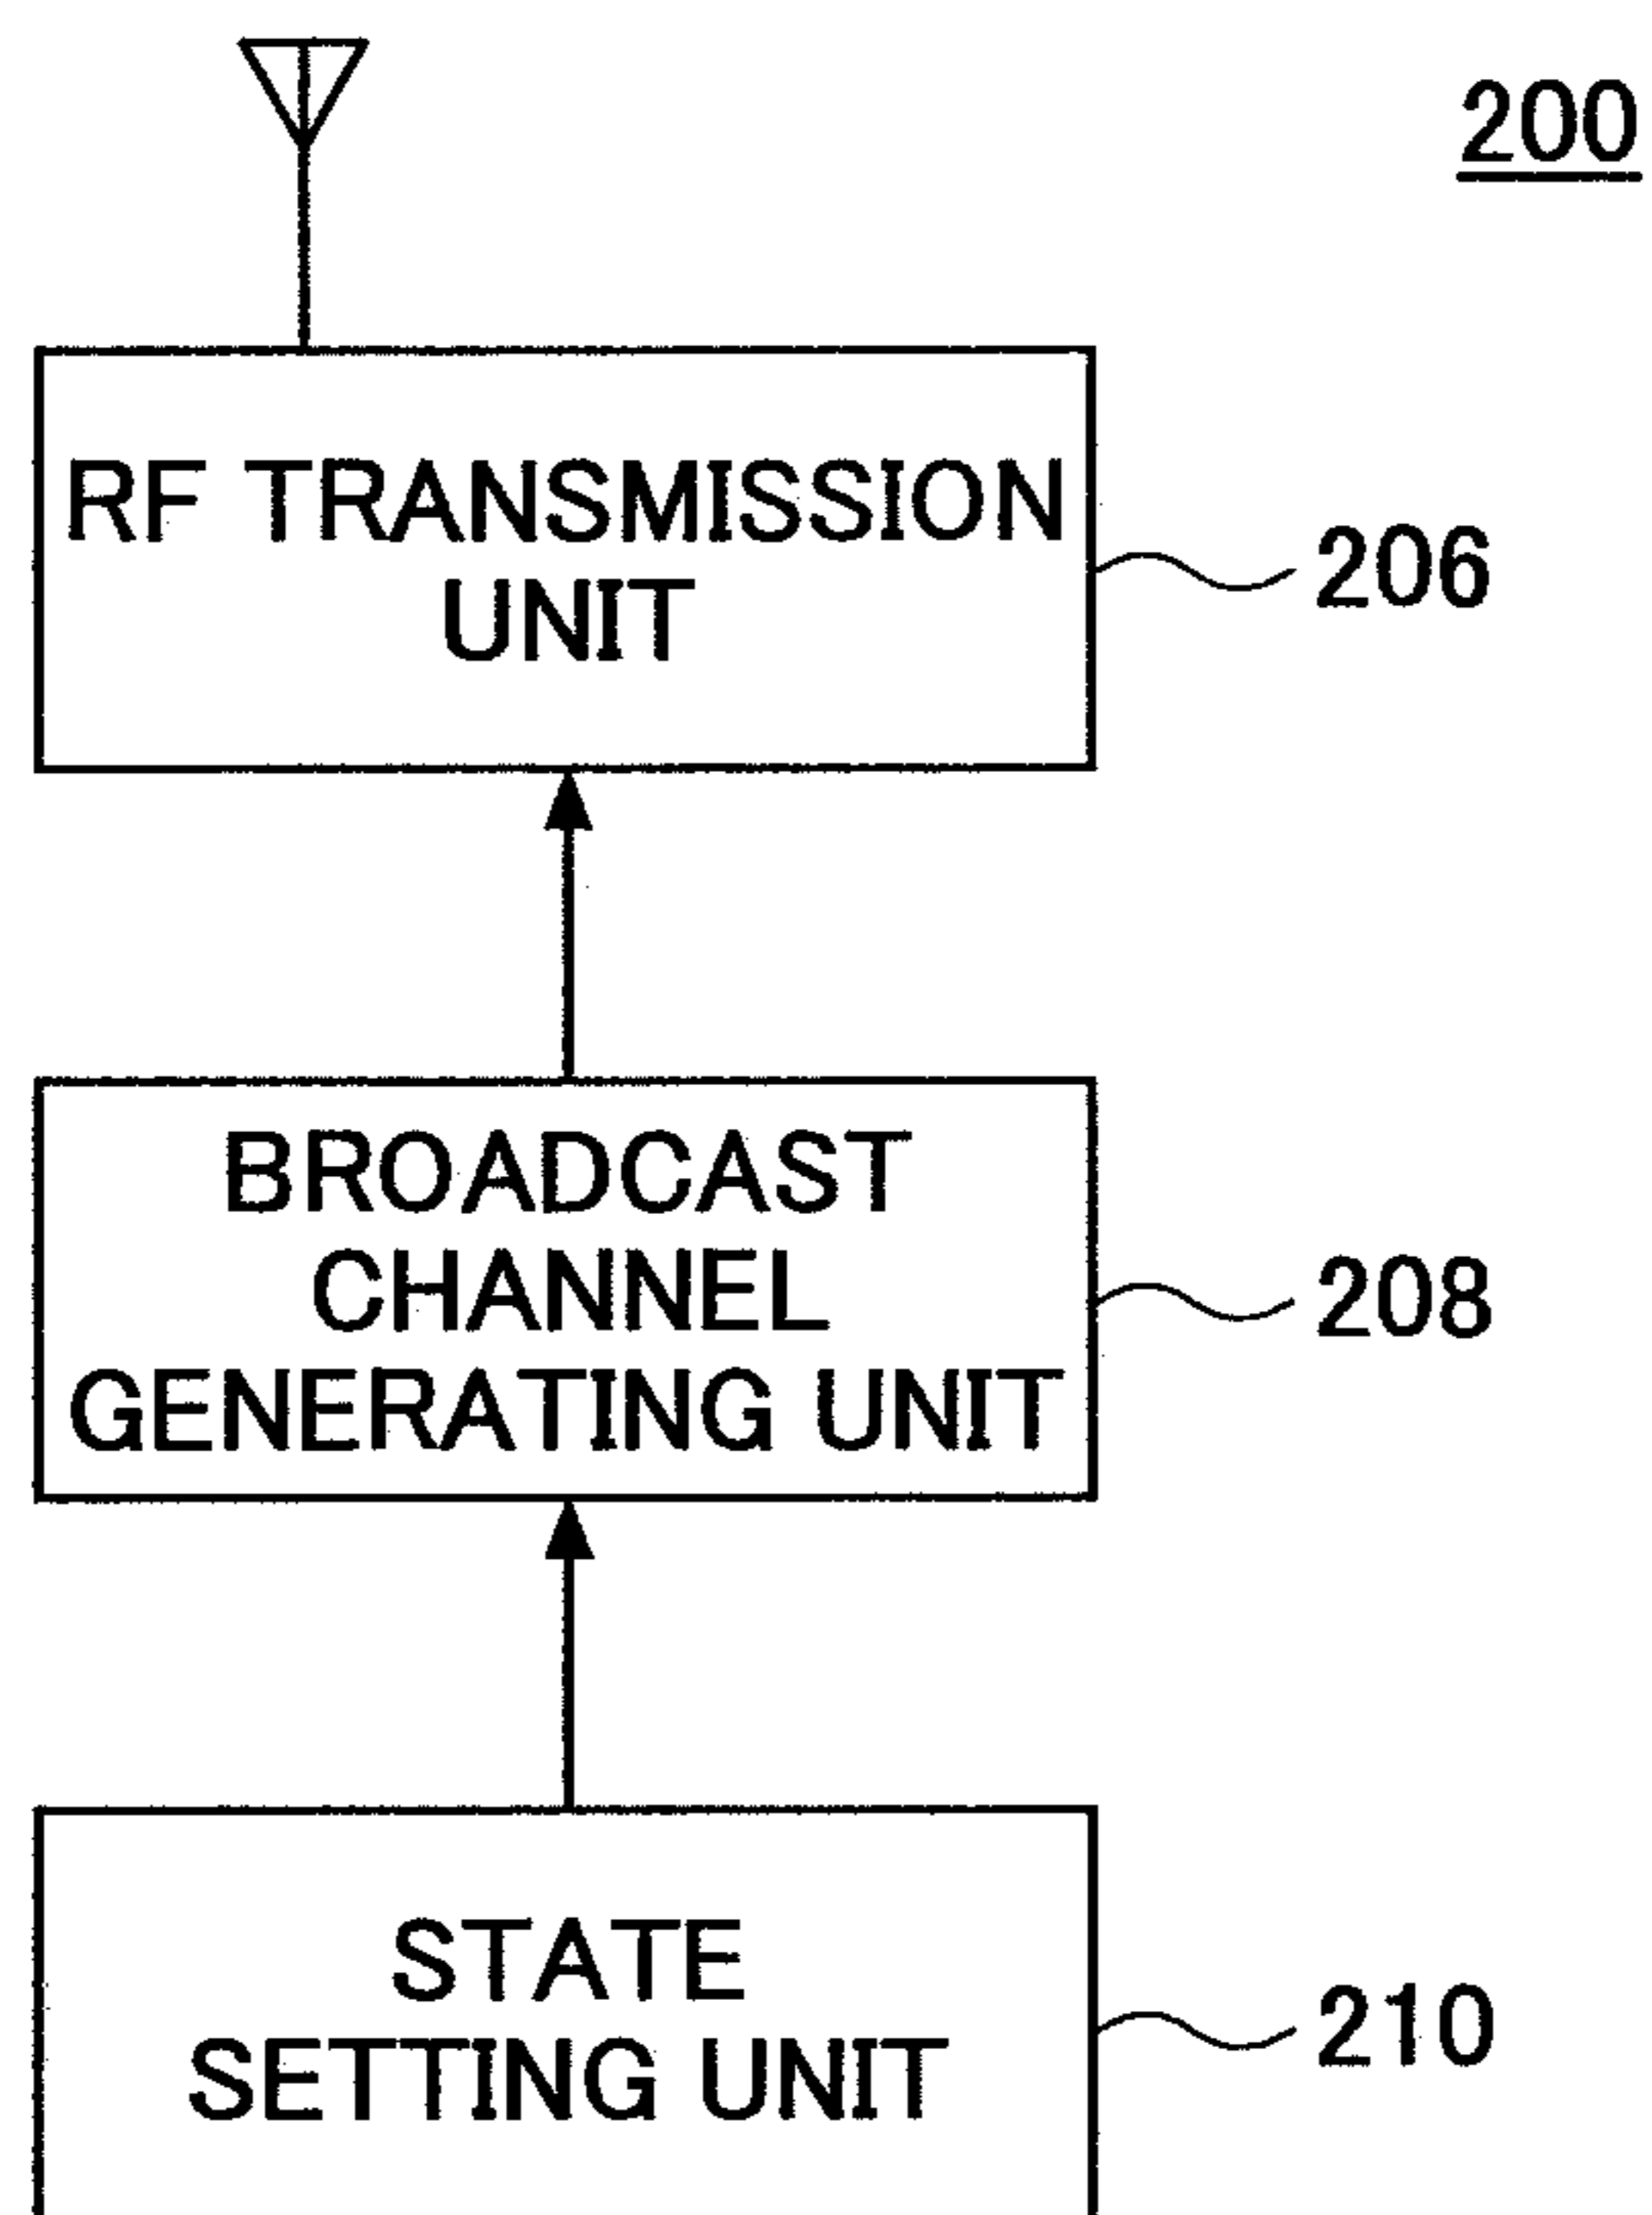 200
RF TRANSMISSION
UNIT
206
BROADCAST
CHANNEL
GENERATING UNIT
208
STATE
SETTING UNIT
210